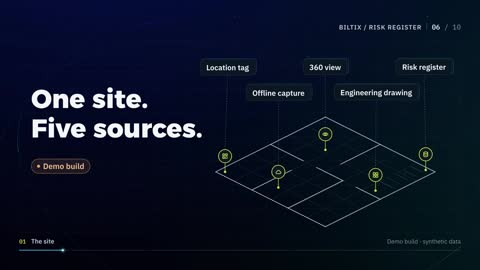 BILTIX / RISK REGISTER | 06 / 10
Location tag
360 view
Risk register
Offline capture
Engineering drawing
One site.
Five sources.
Demo build
01 The site
Demo build - synthetic data